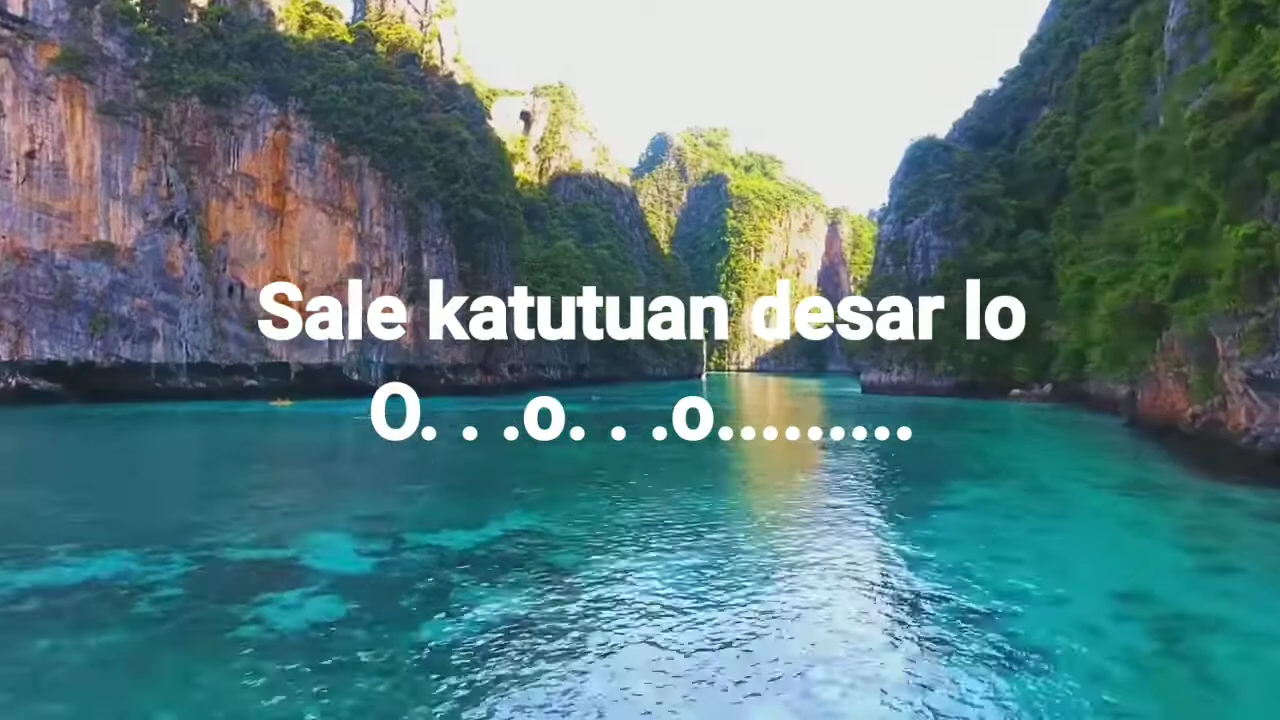 Sale katutuan desar lo
O. . .o. . .o.........